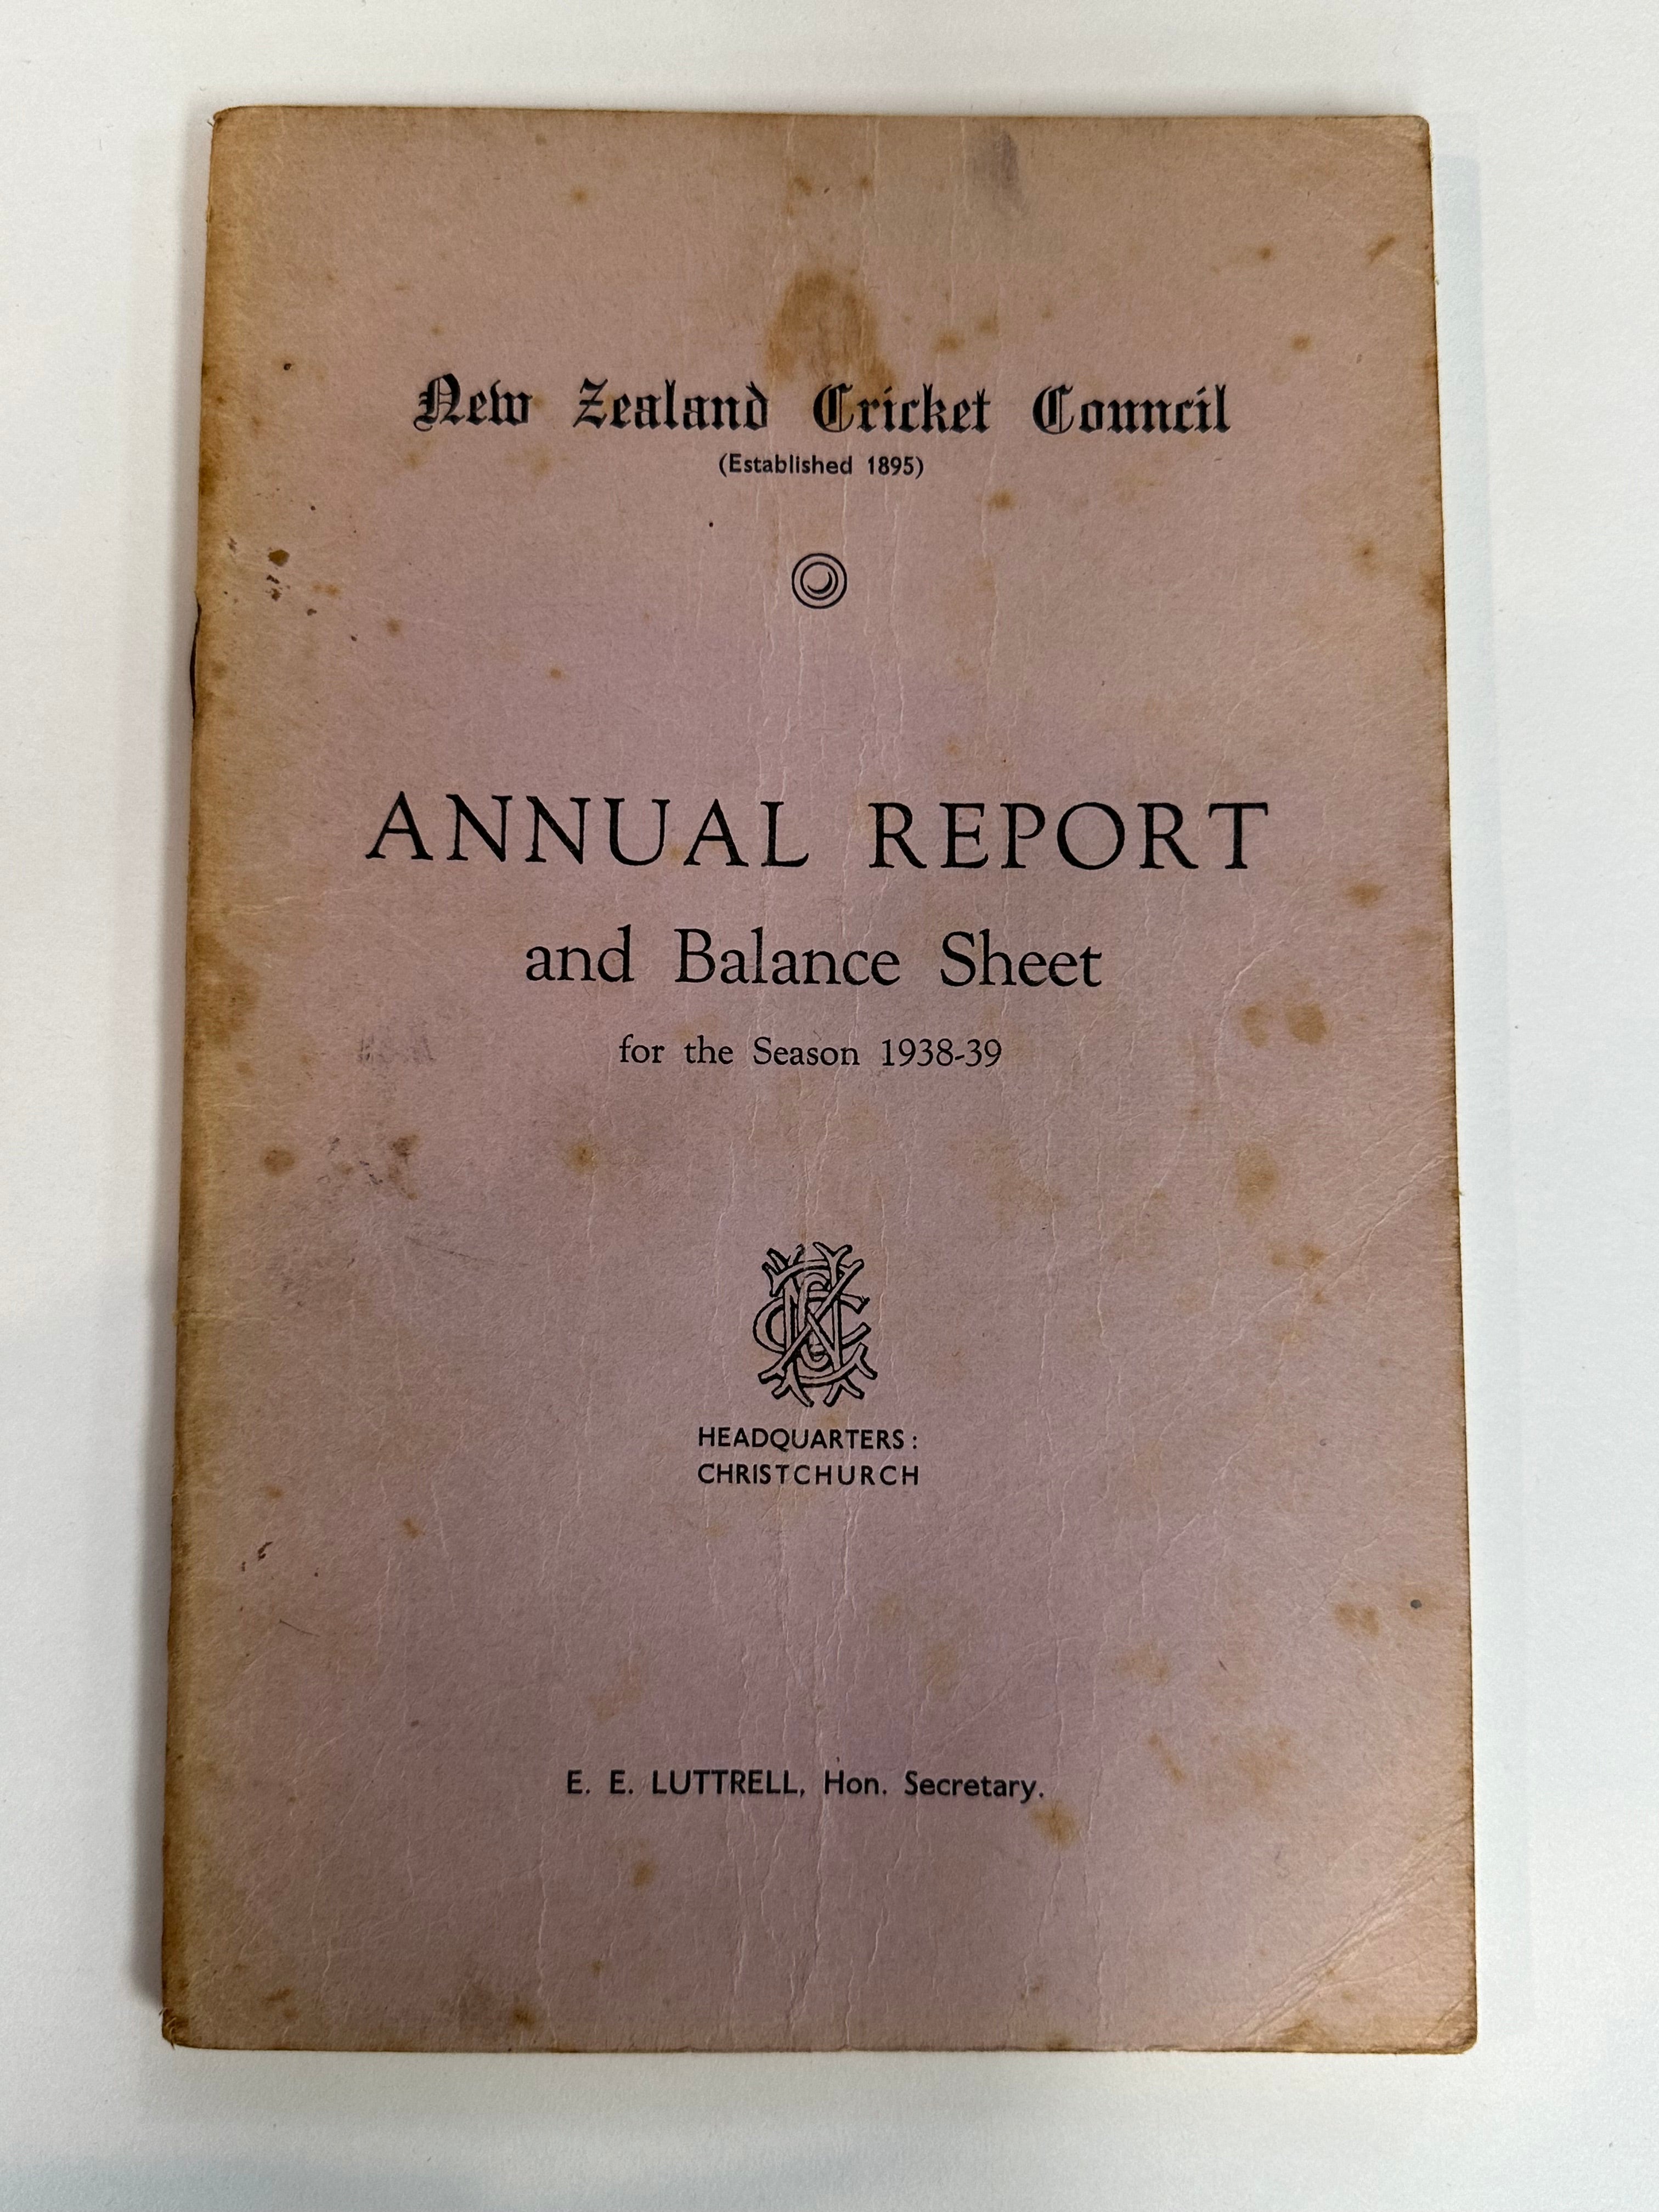 New Zealand Cricket Council
(Established 1895)
ANNUAL REPORT
and Balance Sheet
for the Season 1938-39
NZCC
HEADQUARTERS:
CHRISTCHURCH
E. E. LUTTRELL, Hon. Secretary.